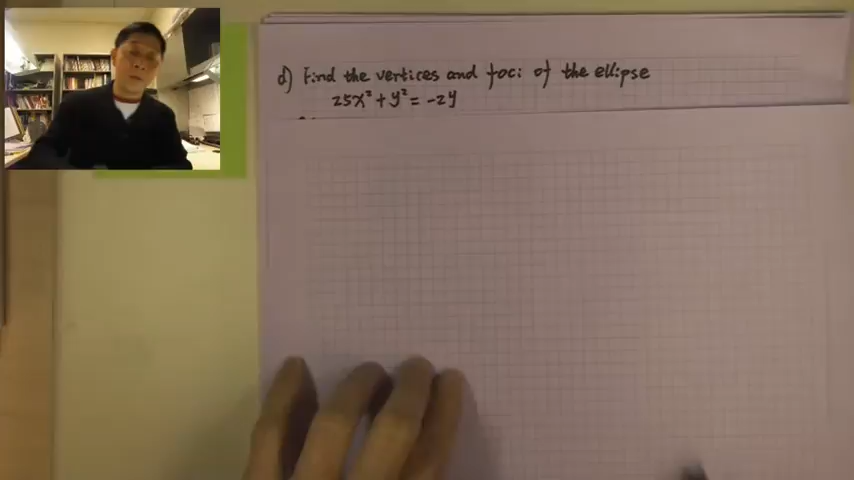 d) Find the vertices and foci of the ellipse
25x² + y² = -2y